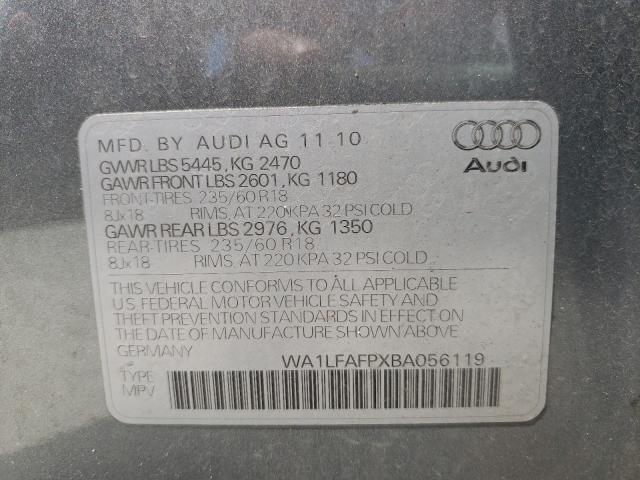 MFD. BY AUDI AG 11 10
GVWR LBS 5445, KG 2470
GAWR FRONT LBS 2601, KG 1180
FRONT-TIRES 235/60 R18
8Jx18 RIMS, AT 220 KPA 32 PSI COLD
GAWR REAR LBS 2976, KG 1350
REAR-TIRES 235/60 R18
8Jx18 RIMS, AT 220 KPA 32 PSI COLD
Audi
THIS VEHICLE CONFORMS TO ALL APPLICABLE
U.S. FEDERAL MOTOR VEHICLE SAFETY AND
THEFT PREVENTION STANDARDS IN EFFECT ON
THE DATE OF MANUFACTURE SHOWN ABOVE
GERMANY WA1LFAFPXBA056119
TYPE
MPV